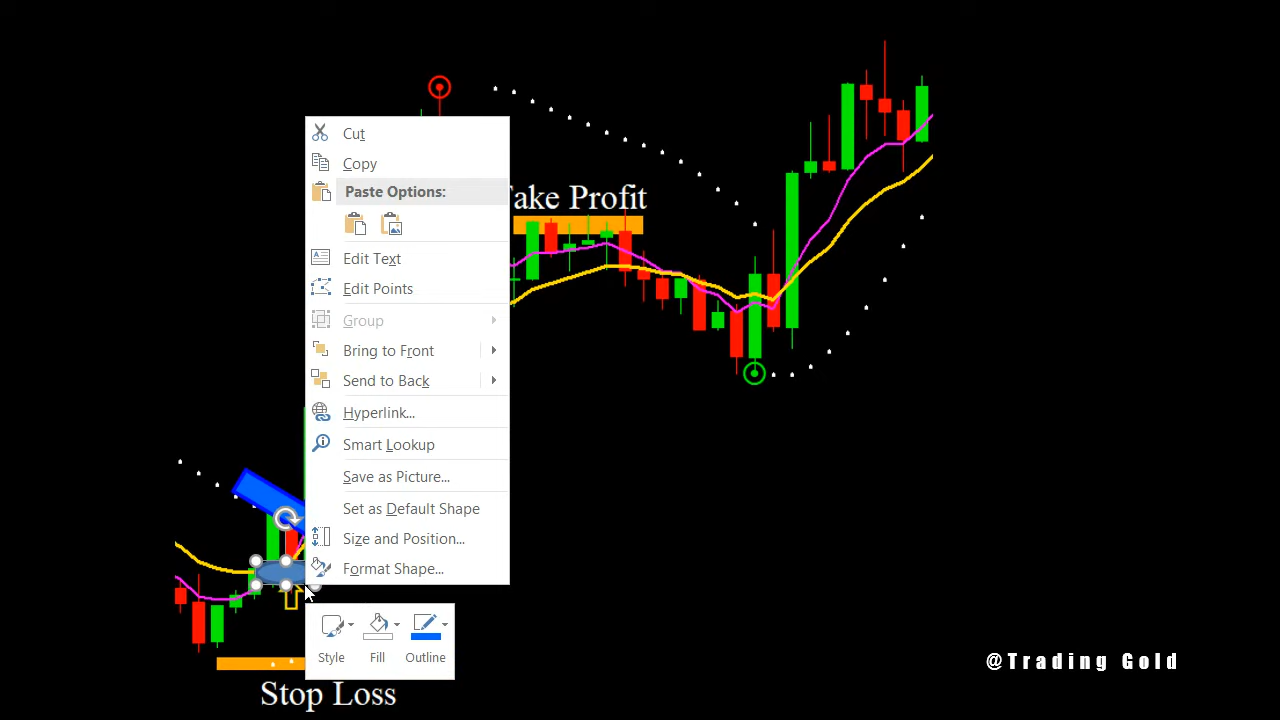 Cut
Copy
Paste Options:
Take Profit
Edit Text
Edit Points
Group
Bring to Front
Send to Back
Hyperlink...
Smart Lookup
Save as Picture...
Set as Default Shape
Size and Position...
Format Shape...
Style Fill Outline
@Trading Gold
Stop Loss